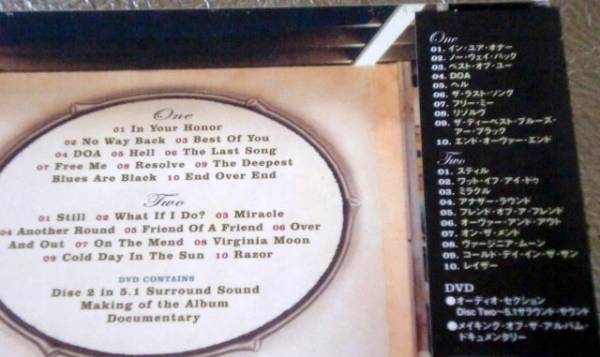 One
01 In Your Honor
02 No Way Back 03 Best Of You
04 DOA 05 Hell 06 The Last Song
07 Free Me 08 Resolve 09 The Deepest
Blues Are Black 10 End Over End
Two
01 Still 02 What If I Do? 03 Miracle
04 Another Round 05 Friend Of A Friend 06 Over
And Out 07 On The Mend 08 Virginia Moon
09 Cold Day In The Sun 10 Razor
DVD CONTAINS
Disc 2 in 5.1 Surround Sound
Making of the Album
Documentary
One
01. イン・ユア・オナー
02. ノー・ウェイ・バック
03. ベスト・オブ・ユー
04. DOA
05. ヘル
06. ザ・ラスト・ソング
07. フリー・ミー
08. リゾルヴ
09. ザ・ディーペスト・ブルーズ・
アー・ブラック
10. エンド・オーヴァー・エンド
Two
01. スティル
02. ワット・イフ・アイ・ドゥ
03. ミラクル
04. アナザー・ラウンド
05. フレンド・オブ・ア・フレンド
06. オーヴァー・アンド・アウト
07. オン・ザ・メンド
08. ヴァージニア・ムーン
09. コールド・デイ・イン・ザ・サン
10. レイザー
DVD
●オーディオ・セクション
Disc Two〜5.1サラウンド・サウンド
●メイキング・オブ・ザ・アルバム・
ドキュメンタリー